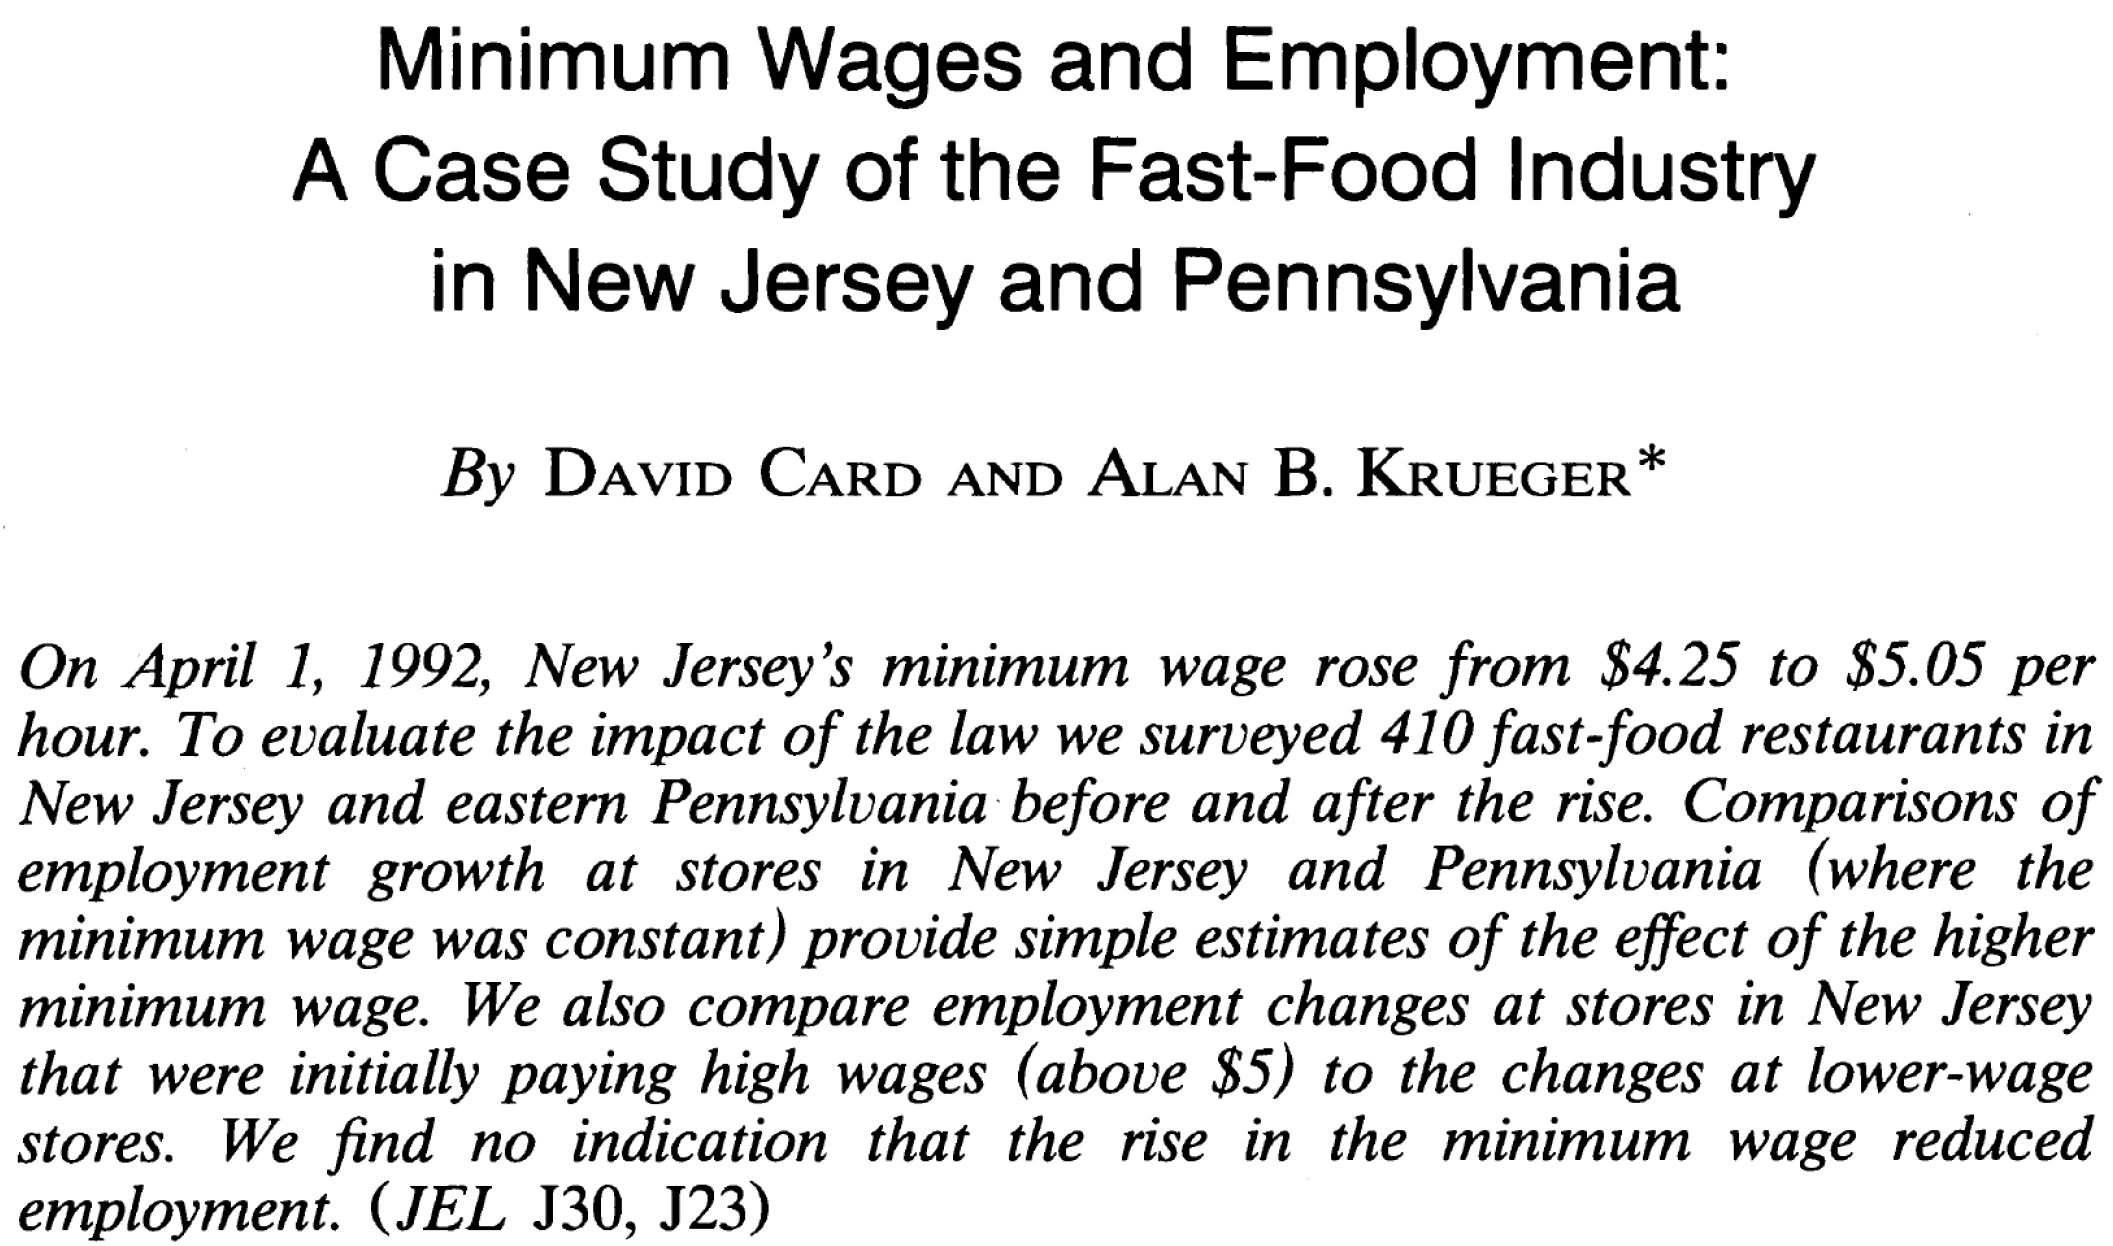 Minimum Wages and Employment:
A Case Study of the Fast-Food Industry
in New Jersey and Pennsylvania
By DAVID CARD AND ALAN B. KRUEGER*
On April 1, 1992, New Jersey's minimum wage rose from $4.25 to $5.05 per
hour. To evaluate the impact of the law we surveyed 410 fast-food restaurants in
New Jersey and eastern Pennsylvania before and after the rise. Comparisons of
employment growth at stores in New Jersey and Pennsylvania (where the
minimum wage was constant) provide simple estimates of the effect of the higher
minimum wage. We also compare employment changes at stores in New Jersey
that were initially paying high wages (above $5) to the changes at lower-wage
stores. We find no indication that the rise in the minimum wage reduced
employment. (JEL J30, J23)